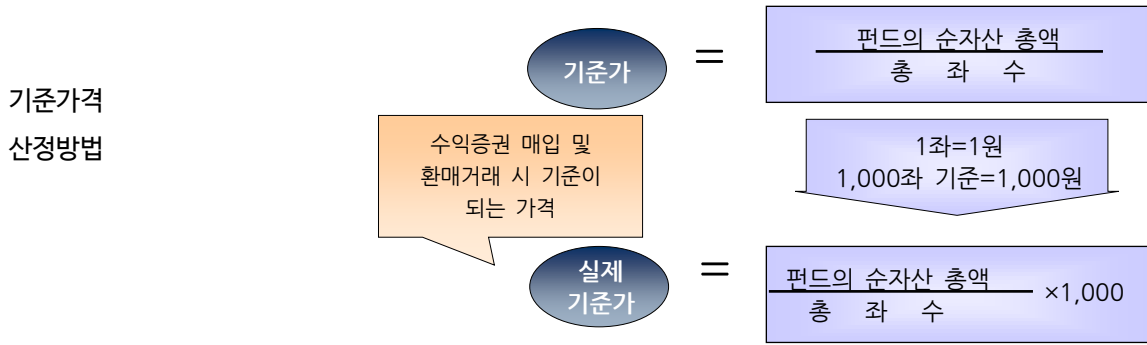 기준가격
산정방법
기준가
=
펀드의 순자산 총액
총 좌 수
수익증권 매입 및
환매거래 시 기준이
되는 가격
1좌=1원
1,000좌 기준=1,000원
실제
기준가
=
펀드의 순자산 총액
총 좌 수
×1,000